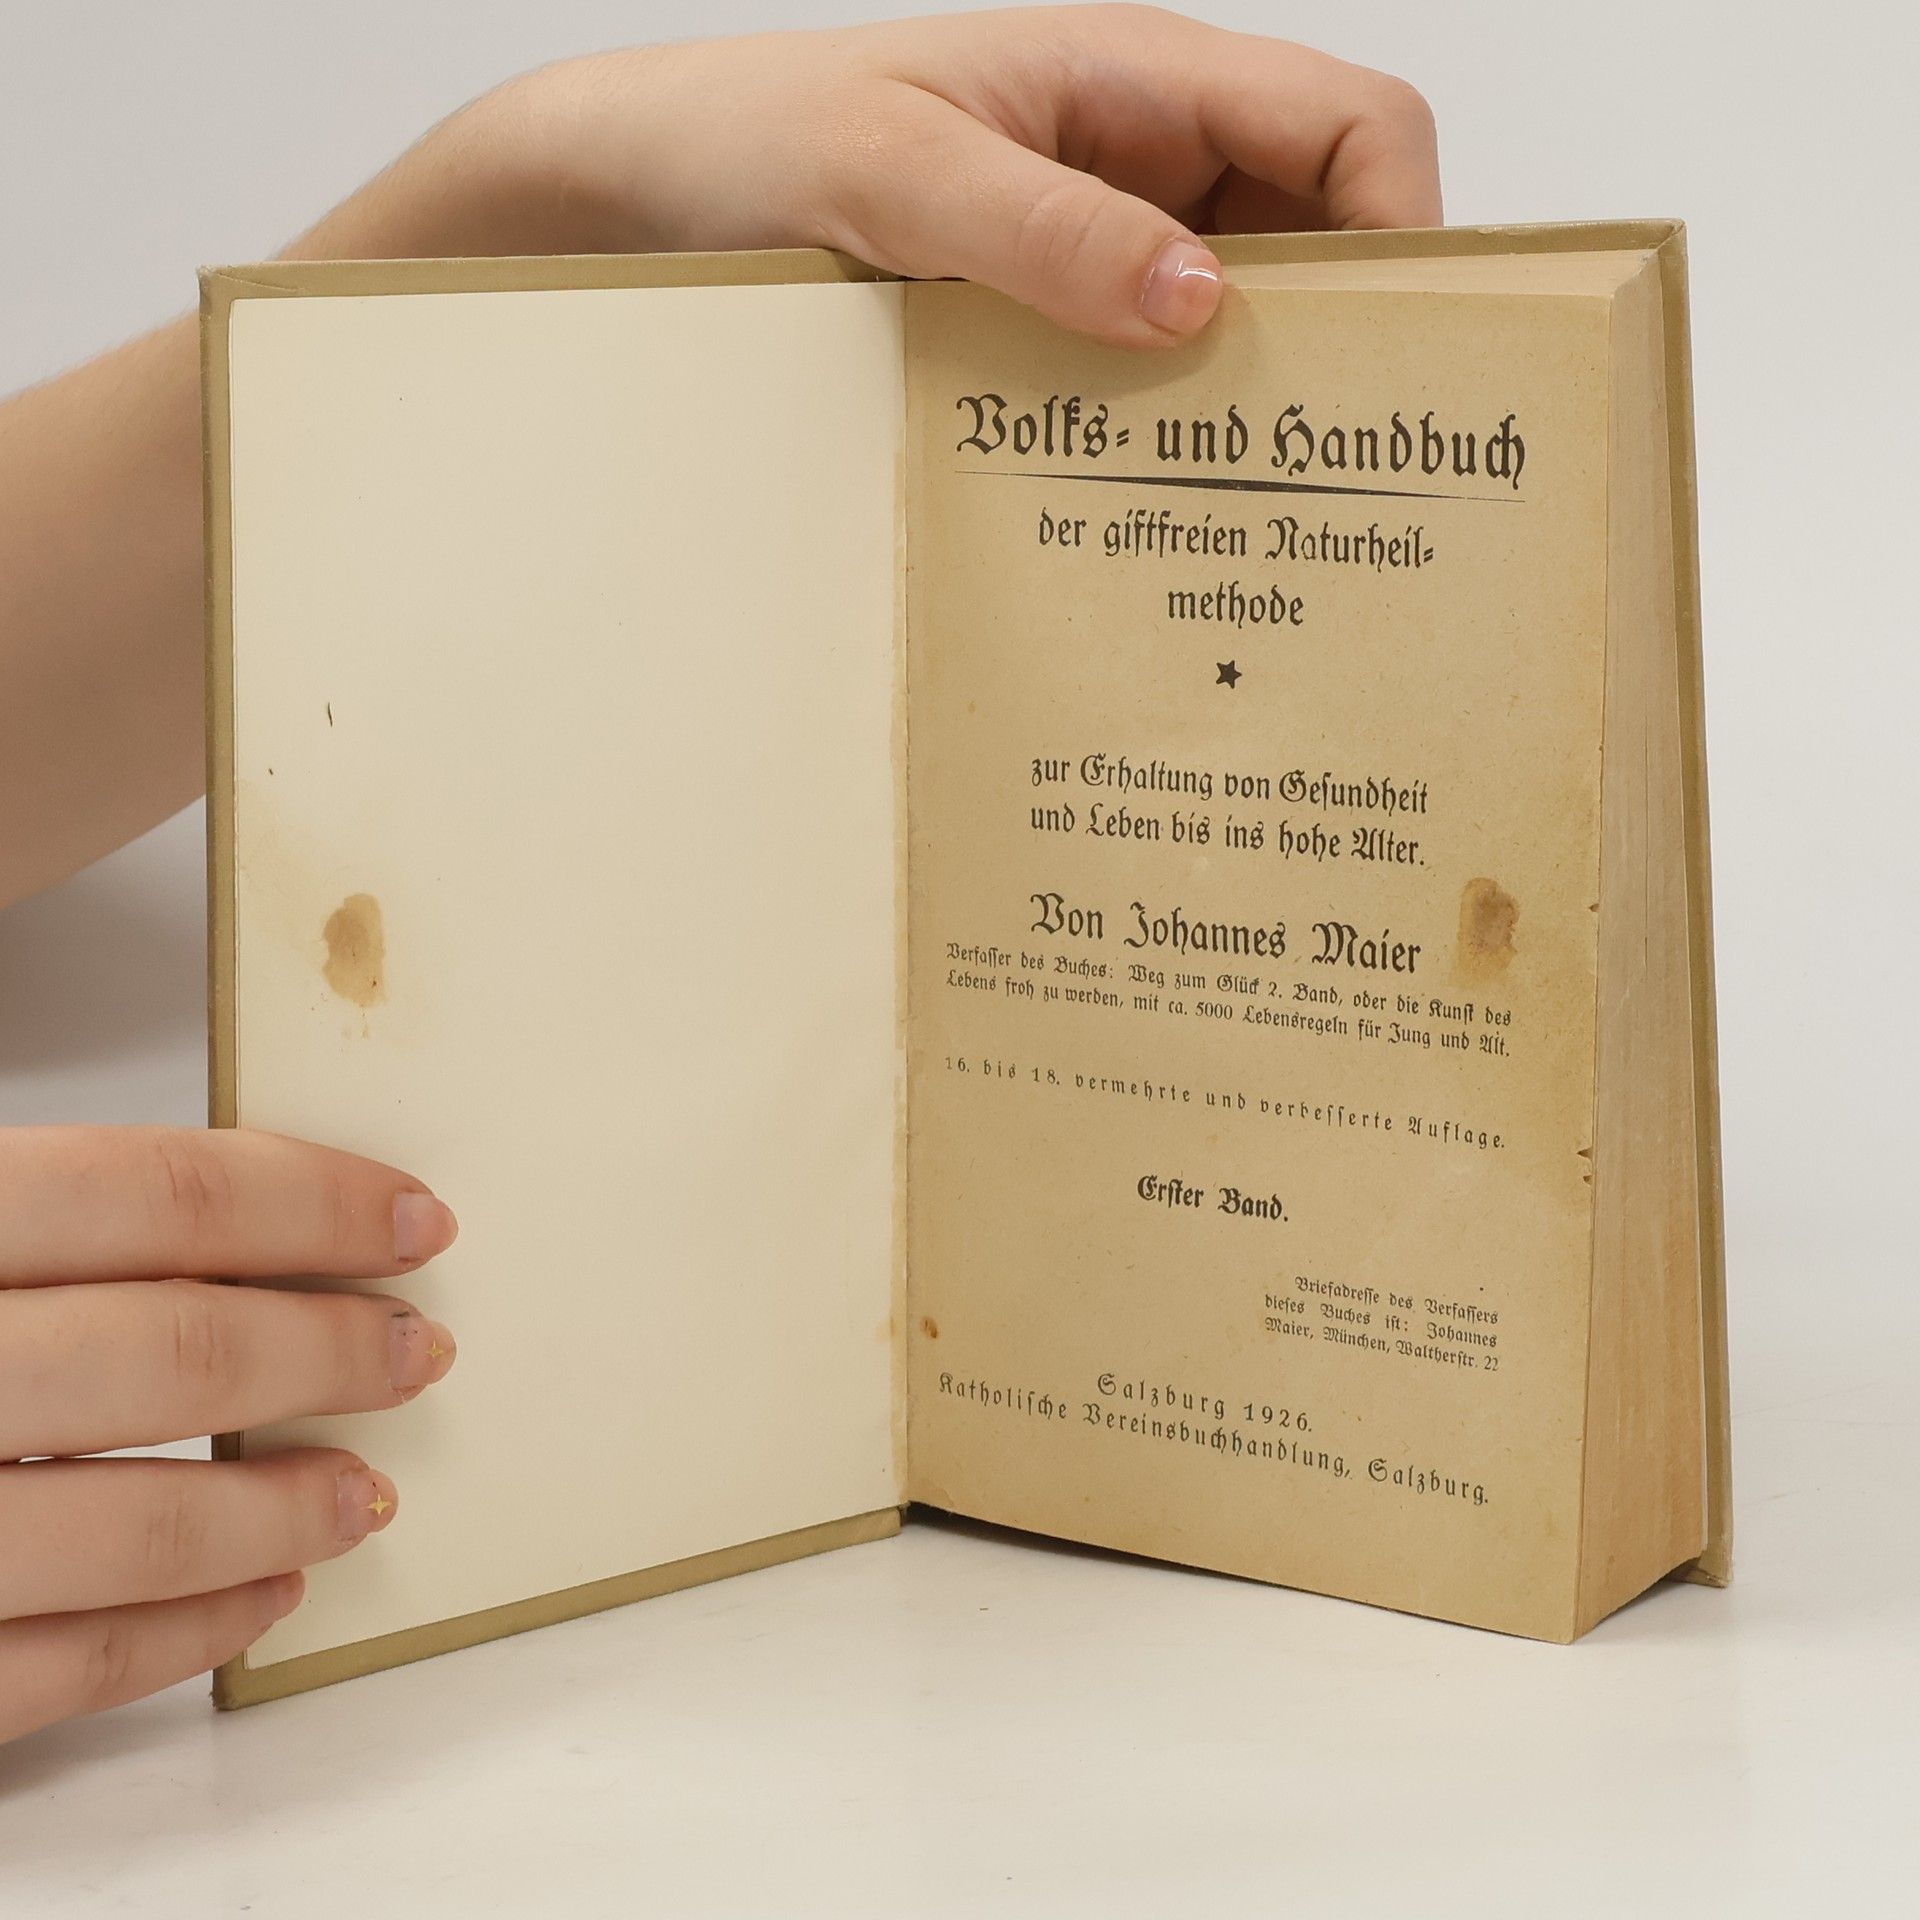 Volks- und Handbuch
der giftfreien Naturheil-
methode
zur Erhaltung von Gesundheit
und Leben bis ins hohe Alter.
Von Johannes Maier
Verfasser des Buches: Weg zum Glück 2. Band, oder die Kunst des
Lebens froh zu werden, mit ca. 5000 Lebensregeln für Jung und Alt.
16. bis 18. vermehrte und verbesserte Auflage.
Erster Band.
Briefadresse des Verfassers
dieses Buches ist: Johannes
Maier, München, Waltherstr. 22
Salzburg 1926.
Katholische Vereinsbuchhandlung, Salzburg.